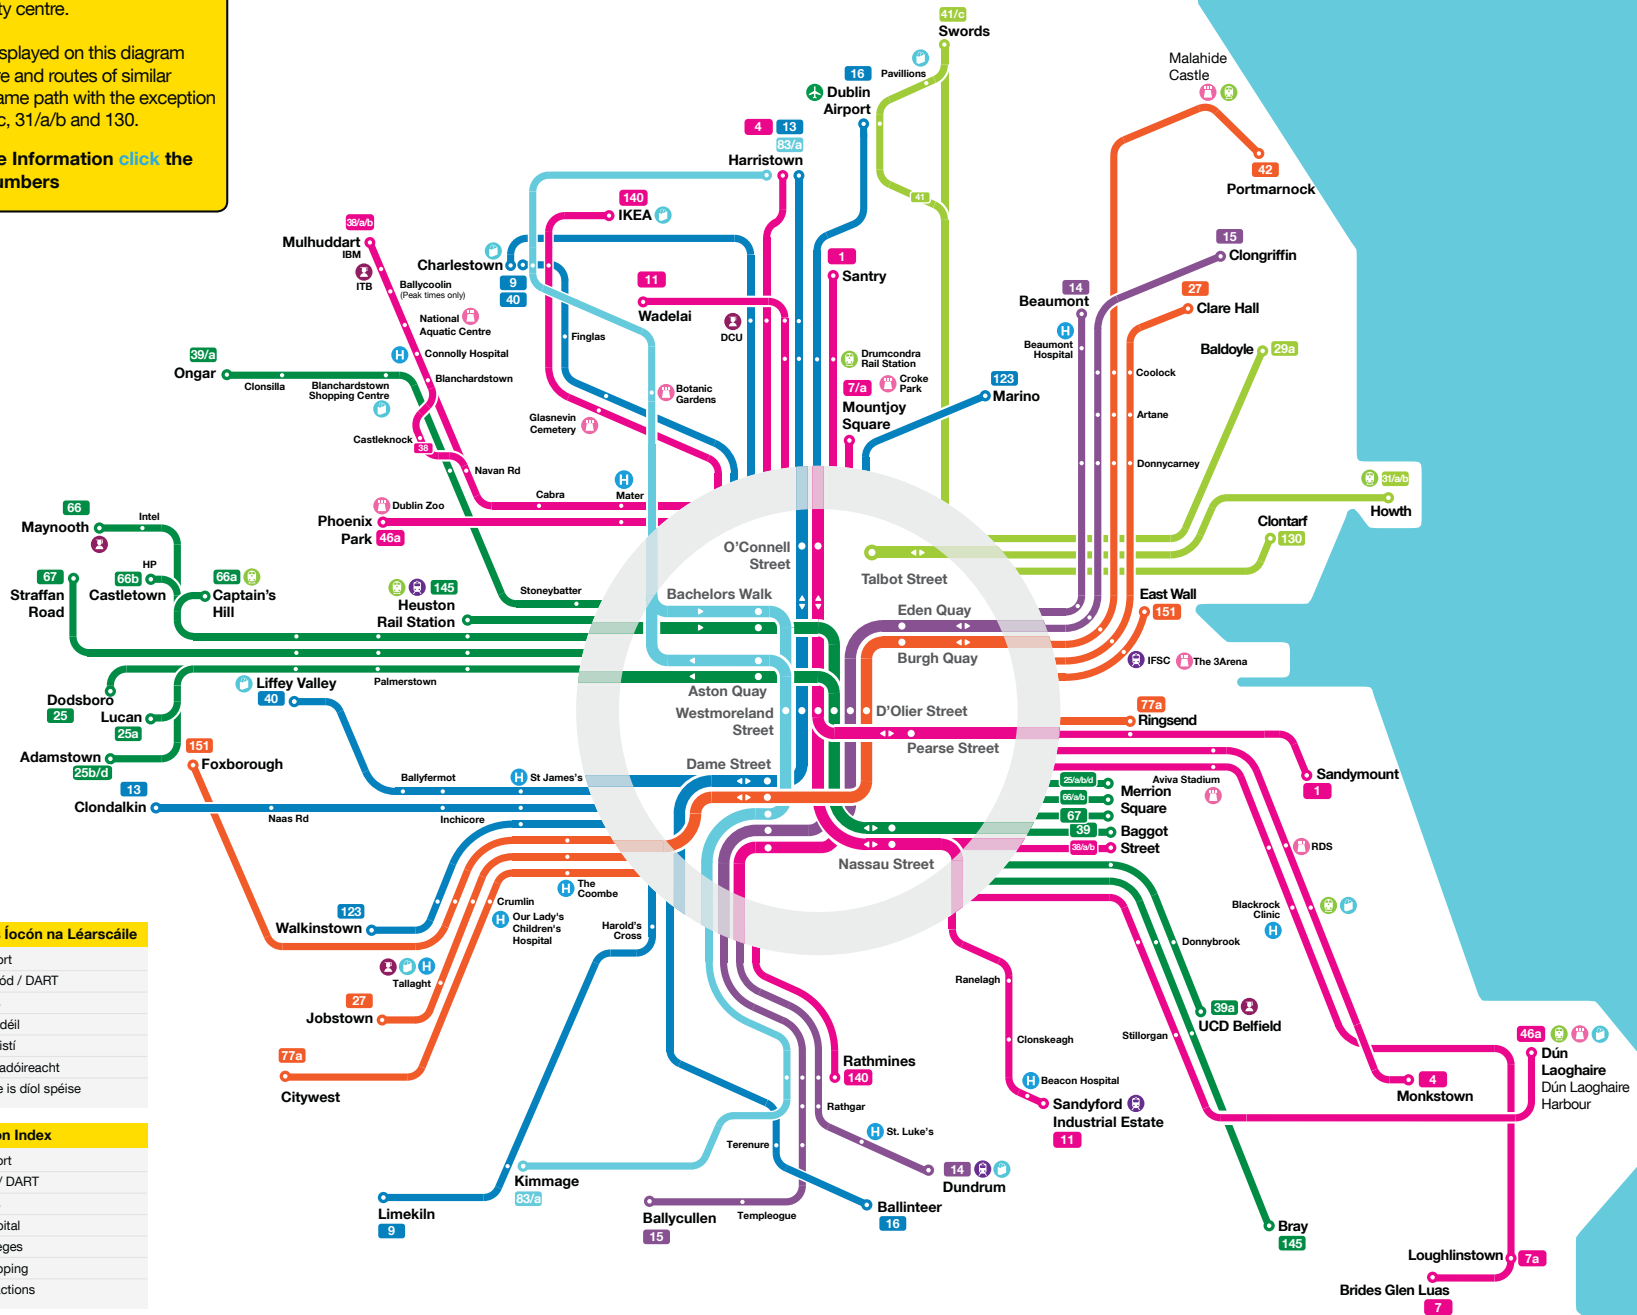 ty centre.
splayed on this diagram
e and routes of similar
ame path with the exception
c, 31/a/b and 130.
e Information click the
umbers
41/c
Swords
Pavillions
16
Dublin
Airport
41
Malahide
Castle
42
Portmarnock
4
13
83/a
Harristown
140
IKEA
38/a/b
Mulhuddart
IBM
ITB
Ballycoolin
(Peak times only)
National
Aquatic Centre
Connolly Hospital
Blanchardstown
Charlestown
9
40
Finglas
11
Wadelai
DCU
1
Santry
Drumcondra
Rail Station
Croke
Park
7/a
Mountjoy
Square
123
Marino
15
Clongriffin
14
Beaumont
Beaumont
Hospital
27
Clare Hall
Baldoyle
29a
Coolock
Artane
Donnycarney
39/a
Ongar
Clonsilla
Blanchardstown
Shopping Centre
Castleknock
38
Navan Rd
Glasnevin
Cemetery
Botanic
Gardens
Cabra
Mater
Dublin Zoo
Phoenix
Park
46a
31/a/b
Howth
Clontarf
130
66
Maynooth
Intel
67
Straffan
Road
HP
66b
Castletown
66a
Captain's
Hill
145
Heuston
Rail Station
Stoneybatter
O'Connell
Street
Talbot Street
Bachelors Walk
Eden Quay
Burgh Quay
Aston Quay
Westmoreland
Street
D'Olier Street
Pearse Street
Dame Street
Nassau Street
East Wall
151
IFSC
The 3Arena
Dodsboro
25
Lucan
25a
Adamstown
25b/d
Palmerstown
Liffey Valley
40
151
Foxborough
13
Clondalkin
Naas Rd
Ballyfermot
St James's
Inchicore
77a
Ringsend
Sandymount
1
25/a/b/d
66/a/b
Merrion
Square
67
39
Baggot
38/a/b
Street
Aviva Stadium
RDS
Blackrock
Clinic
Donnybrook
The
Coombe
Crumlin
Our Lady's
Children's
Hospital
Harold's
Cross
123
Walkinstown
Tallaght
27
Jobstown
77a
Citywest
Ranelagh
Clonskeagh
Beacon Hospital
Sandyford
Industrial Estate
11
Stillorgan
39a
UCD Belfield
46a
Dún
Laoghaire
Dún Laoghaire
Harbour
4
Monkstown
Rathmines
140
Rathgar
St. Luke's
14
Dundrum
Terenure
Kimmage
83/a
Limekiln
9
Ballycullen
15
Templeogue
Ballinteer
16
Bray
145
Loughlinstown
7a
Brides Glen Luas
7
s Íocón na Léarscáile
ort
ód / DART
déil
istí
adóireacht
e is díol spéise
on Index
ort
/ DART
pital
eges
pping
ctions